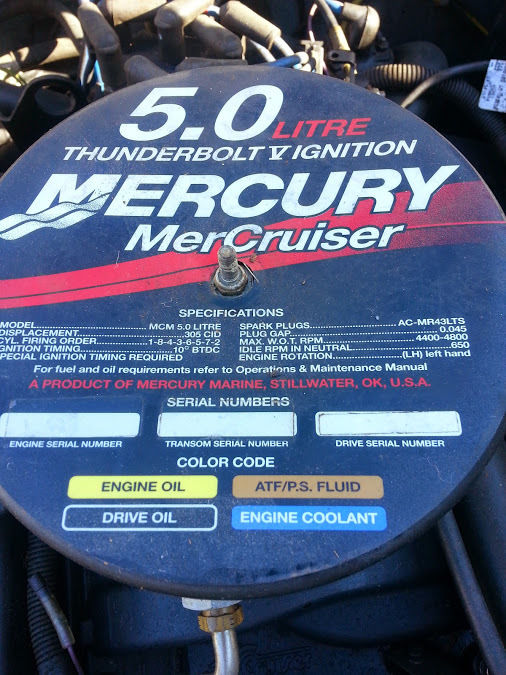 5.0 LITRE
THUNDERBOLT V IGNITION
MERCURY
MerCruiser
SPECIFICATIONS
MODEL MCM 5.0 LITRE
DISPLACEMENT 305 CID
CYL FIRING ORDER 1-8-4-3-6-5-7-2
IGNITION TIMING 10° BTDC
SPECIAL IGNITION TIMING REQUIRED
SPARK PLUGS AC-MR43LTS
PLUG GAP 0.045
MAX. W.O.T. RPM 4400-4800
IDLE RPM IN NEUTRAL .650
ENGINE ROTATION (LH) left hand
For fuel and oil requirements refer to Operations & Maintenance Manual
A PRODUCT OF MERCURY MARINE, STILLWATER, OK, U.S.A.
SERIAL NUMBERS
ENGINE SERIAL NUMBER
TRANSOM SERIAL NUMBER
DRIVE SERIAL NUMBER
COLOR CODE
ENGINE OIL
ATF/P.S. FLUID
DRIVE OIL
ENGINE COOLANT